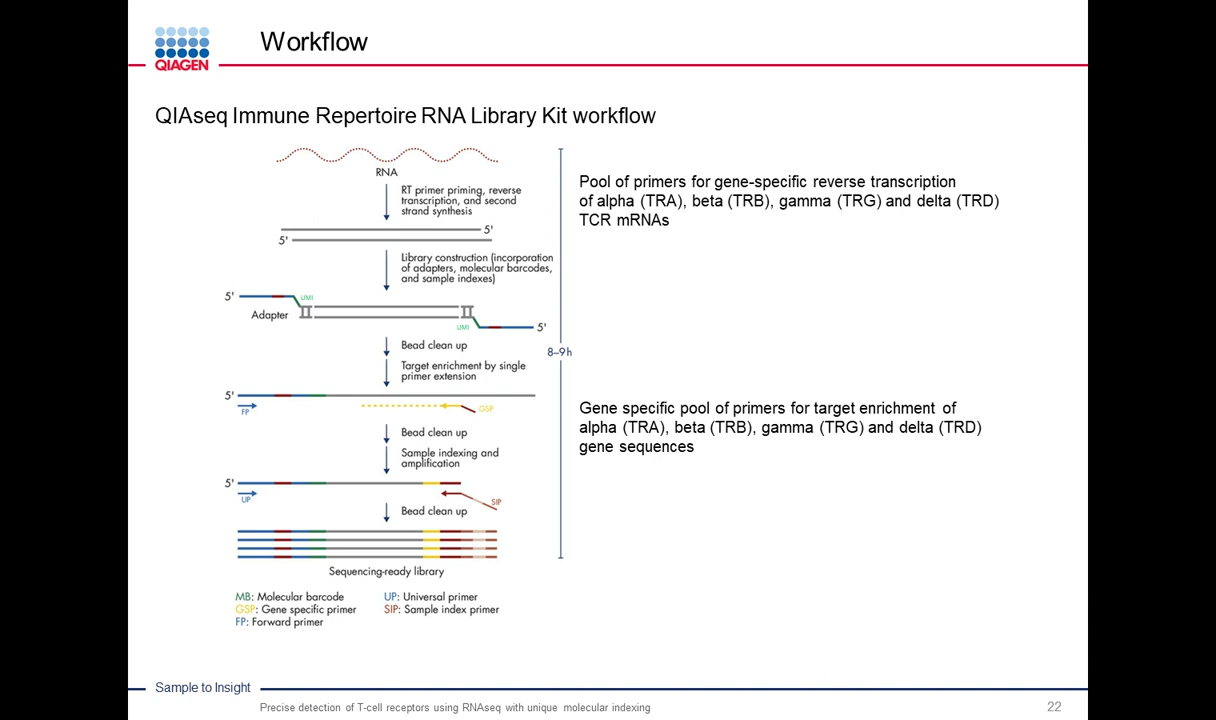 QIAGEN
Workflow
QIAseq Immune Repertoire RNA Library Kit workflow
RNA
RT primer priming, reverse
transcription, and second
strand synthesis
5'
5'
Library construction (incorporation
of adapters, molecular barcodes,
and sample indexes)
5'
UMI
Adapter
UMI
5'
Bead clean up
8–9 h
Target enrichment by single
primer extension
5'
FP
GSP
Bead clean up
Sample indexing and
amplification
5'
UP
SIP
Bead clean up
Sequencing-ready library
MB: Molecular barcode
GSP: Gene specific primer
FP: Forward primer
UP: Universal primer
SIP: Sample index primer
Pool of primers for gene-specific reverse transcription
of alpha (TRA), beta (TRB), gamma (TRG) and delta (TRD)
TCR mRNAs
Gene specific pool of primers for target enrichment of
alpha (TRA), beta (TRB), gamma (TRG) and delta (TRD)
gene sequences
Sample to Insight
Precise detection of T-cell receptors using RNAseq with unique molecular indexing
22